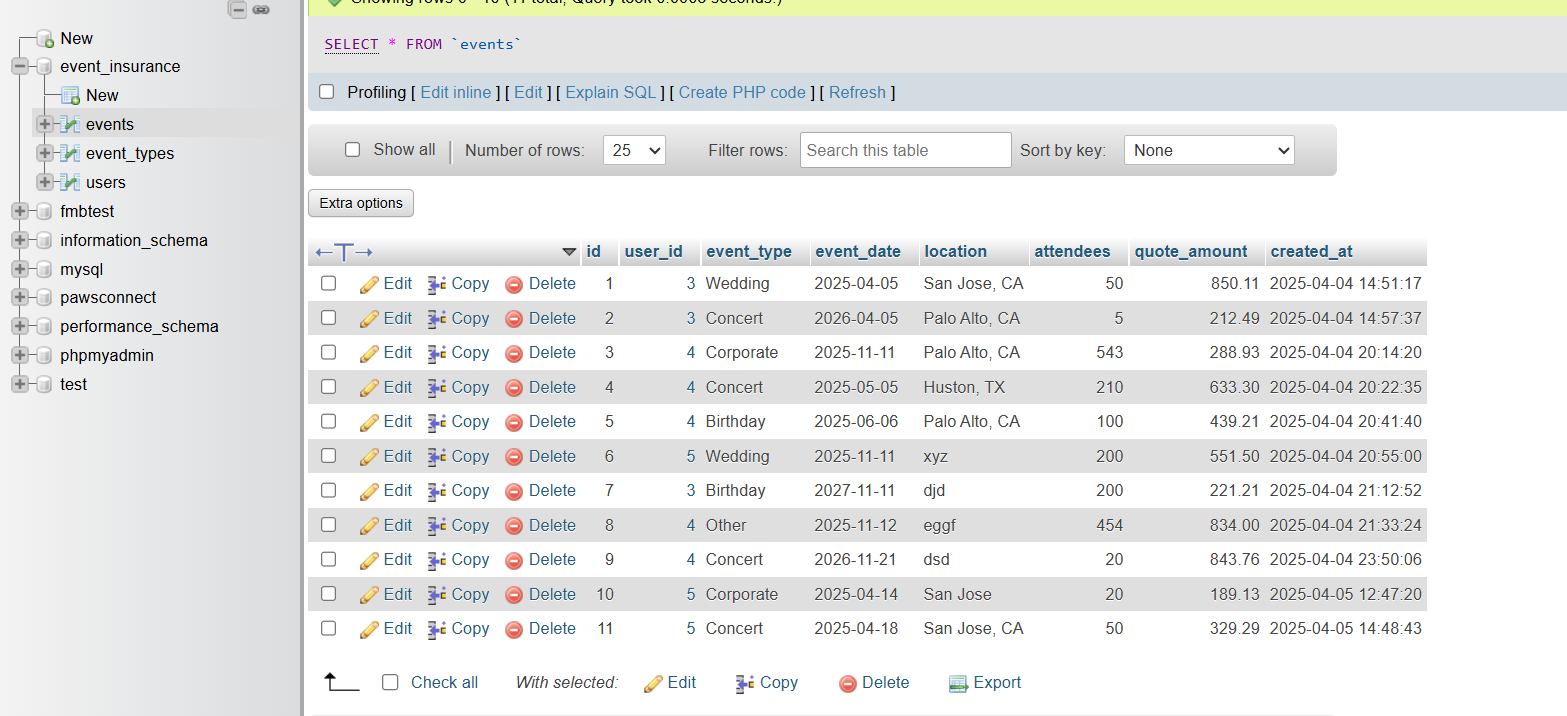 Showing rows 0 - 10 (11 total, Query took 0.0008 seconds.)
SELECT * FROM `events`
Profiling [ Edit inline ] [ Edit ] [ Explain SQL ] [ Create PHP code ] [ Refresh ]
Show all Number of rows: 25 Filter rows: Search this table Sort by key: None
Extra options
New
event_insurance
New
events
event_types
users
fmbtest
information_schema
mysql
pawsconnect
performance_schema
phpmyadmin
test
id user_id event_type event_date location attendees quote_amount created_at
Edit Copy Delete 1 3 Wedding 2025-04-05 San Jose, CA 50 850.11 2025-04-04 14:51:17
Edit Copy Delete 2 3 Concert 2026-04-05 Palo Alto, CA 5 212.49 2025-04-04 14:57:37
Edit Copy Delete 3 4 Corporate 2025-11-11 Palo Alto, CA 543 288.93 2025-04-04 20:14:20
Edit Copy Delete 4 4 Concert 2025-05-05 Huston, TX 210 633.30 2025-04-04 20:22:35
Edit Copy Delete 5 4 Birthday 2025-06-06 Palo Alto, CA 100 439.21 2025-04-04 20:41:40
Edit Copy Delete 6 5 Wedding 2025-11-11 xyz 200 551.50 2025-04-04 20:55:00
Edit Copy Delete 7 3 Birthday 2027-11-11 djd 200 221.21 2025-04-04 21:12:52
Edit Copy Delete 8 4 Other 2025-11-12 eggf 454 834.00 2025-04-04 21:33:24
Edit Copy Delete 9 4 Concert 2026-11-21 dsd 20 843.76 2025-04-04 23:50:06
Edit Copy Delete 10 5 Corporate 2025-04-14 San Jose 20 189.13 2025-04-05 12:47:20
Edit Copy Delete 11 5 Concert 2025-04-18 San Jose, CA 50 329.29 2025-04-05 14:48:43
Check all With selected: Edit Copy Delete Export